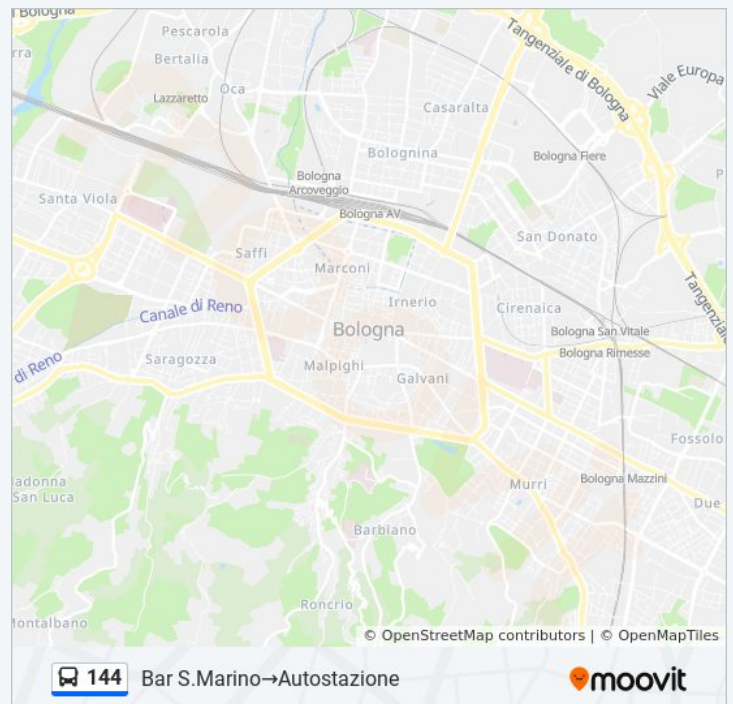 i Bologna
Pescarola
Tangenziale di Bologna
rra
Bertalia
Viale Europa
Oca
Lazzaretto
Casaralta
Bolognina
Bologna Fiere
Bologna
Arcoveggio
P
Santa Viola
Bologna AV
San Donato
Saffi
Marconi
Tangenziale
Irnerio
Canale di Reno
Cirenaica
Bologna
Bologna San Vitale
di Reno
Saragozza
Bologna Rimesse
Malpighi
Galvani
Fossolo
adonna
San Luca
Murri
Bologna Mazzini
Due
Barbiano
Roncrio
Montalbano
© OpenStreetMap contributors | © OpenMapTiles
144 Bar S.Marino→Autostazione
moovit